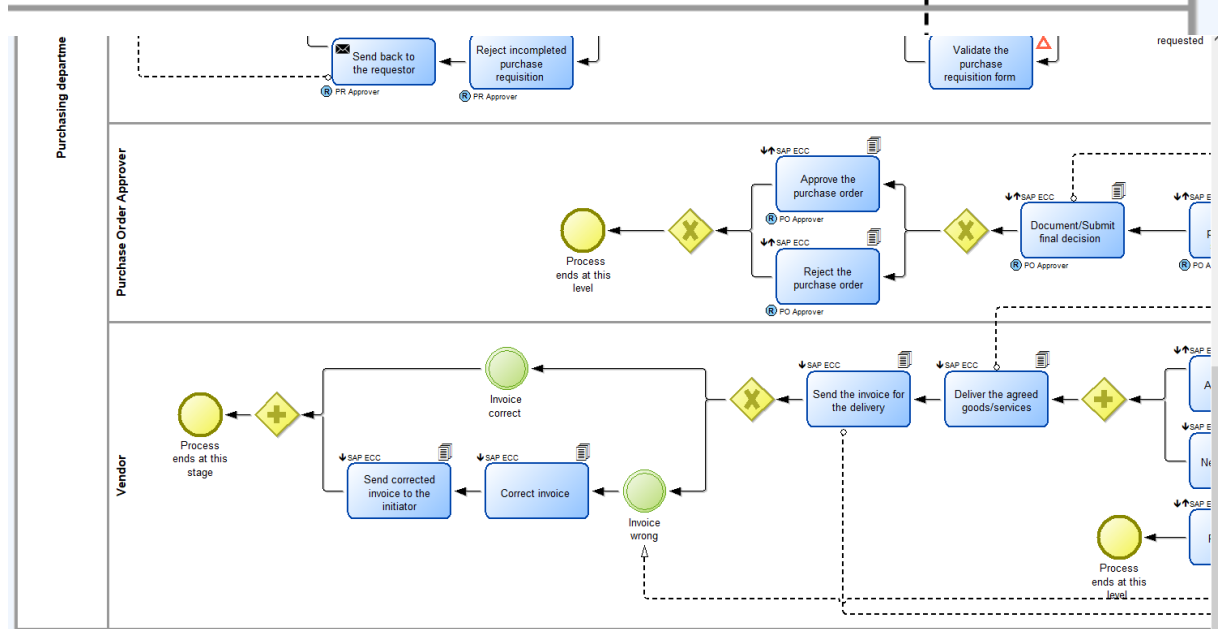 requested
Purchasing departme
Send back to
the requestor
R PR Approver
Reject incompleted
purchase
requisition
R PR Approver
Validate the
purchase
requisition form
Purchase Order Approver
SAP ECC
Approve the
purchase order
R PO Approver
SAP ECC
Reject the
purchase order
R PO Approver
Process
ends at this
level
SAP ECC
Document/Submit
final decision
R PO Approver
SAP E
p
R PO A
Vendor
Process
ends at this
stage
Invoice
correct
SAP ECC
Send corrected
invoice to the
initiator
SAP ECC
Correct invoice
Invoice
wrong
SAP ECC
Send the invoice for
the delivery
SAP ECC
Deliver the agreed
goods/services
SAP E
A
SAP E
Ne
SAP E
Process
ends at this
level